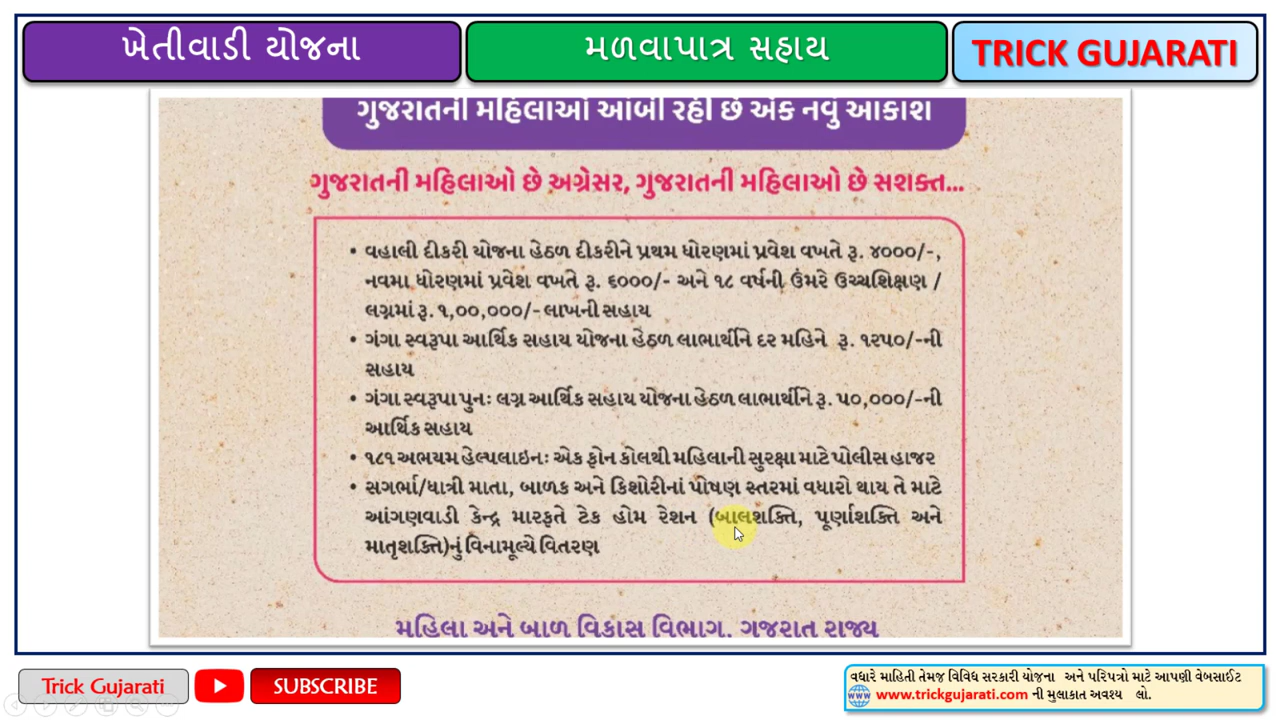 ખેતીવાડી યોજના
મળવાપાત્ર સહાય
TRICK GUJARATI
ગુજરાતની મહિલાઓ આંબી રહી છે એક નવું આકાશ
ગુજરાતની મહિલાઓ છે અગ્રેસર, ગુજરાતની મહિલાઓ છે સશક્ત...
• વહાલી દીકરી યોજના હેઠળ દીકરીને પ્રથમ ધોરણમાં પ્રવેશ વખતે રૂ. ૪૦૦૦/-,
નવમા ધોરણમાં પ્રવેશ વખતે રૂ. ૬૦૦૦/- અને ૧૮ વર્ષની ઉંમરે ઉચ્ચશિક્ષણ /
લગ્નમાં રૂ. ૧,૦૦,૦૦૦/- લાખની સહાય
• ગંગા સ્વરૂપા આર્થિક સહાય યોજના હેઠળ લાભાર્થીને દર મહિને રૂ. ૧૨૫૦/-ની
સહાય
• ગંગા સ્વરૂપા પુનઃ લગ્ન આર્થિક સહાય યોજના હેઠળ લાભાર્થીને રૂ. ૫૦,૦૦૦/-ની
આર્થિક સહાય
• ૧૮૧ અભયમ હેલ્પલાઇનઃ એક ફોન કોલથી મહિલાની સુરક્ષા માટે પોલીસ હાજર
• સગર્ભા/ધાત્રી માતા, બાળક અને કિશોરીનાં પોષણ સ્તરમાં વધારો થાય તે માટે
આંગણવાડી કેન્દ્ર મારફતે ટેક હોમ રેશન (બાલશક્તિ, પૂર્ણાશક્તિ અને
માતૃશક્તિ)નું વિનામૂલ્યે વિતરણ
મહિલા અને બાળ વિકાસ વિભાગ, ગુજરાત રાજ્ય
Trick Gujarati
SUBSCRIBE
વધારે માહિતી તેમજ વિવિધ સરકારી યોજના અને પરિપત્રો માટે આપણી વેબસાઈટ
www.trickgujarati.com ની મુલાકાત અવશ્ય લો.